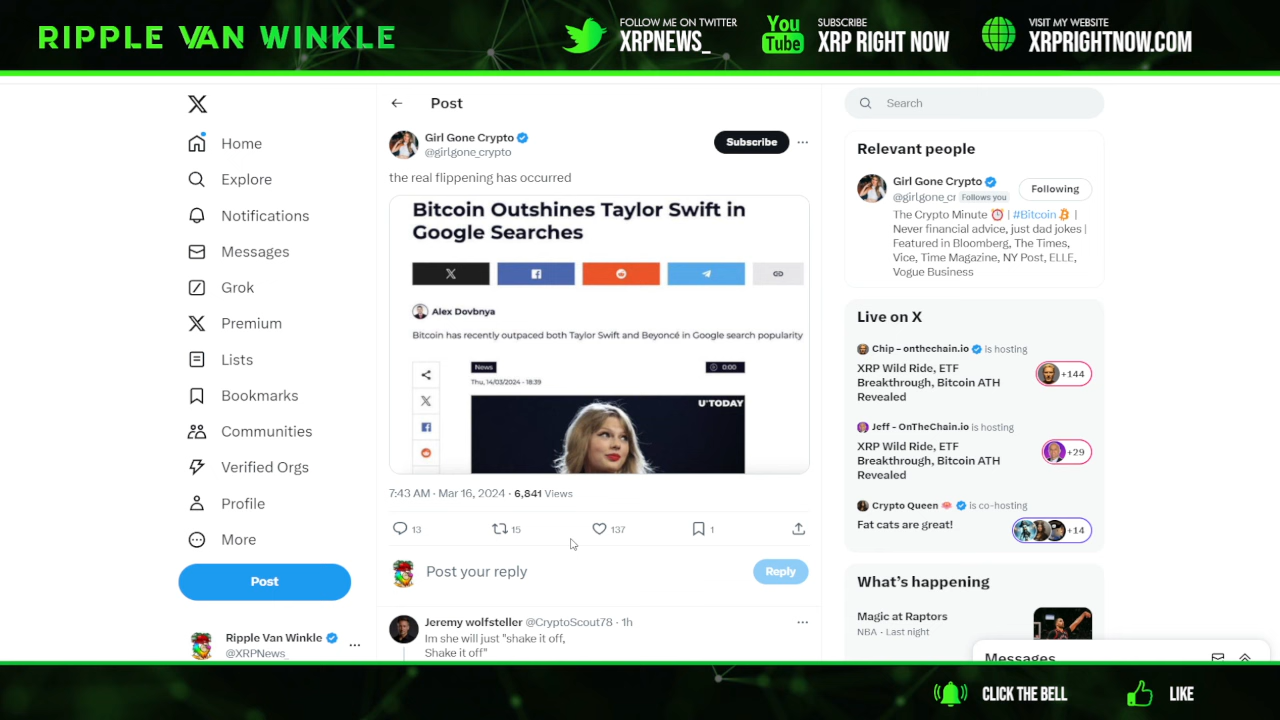 RIPPLE VAN WINKLE
FOLLOW ME ON TWITTER
XRPNEWS_
You
Tube
SUBSCRIBE
XRP RIGHT NOW
VISIT MY WEBSITE
XRPRIGHTNOW.COM
Home
Explore
Notifications
Messages
Grok
Premium
Lists
Bookmarks
Communities
Verified Orgs
Profile
More
Post
Ripple Van Winkle
@XRPNews_
Post
Girl Gone Crypto
@girlgone_crypto
Subscribe
the real flippening has occurred
Bitcoin Outshines Taylor Swift in
Google Searches
Alex Dovbnya
Bitcoin has recently outpaced both Taylor Swift and Beyoncé in Google search popularity
News
0:00
Thu, 14/03/2024 - 18:39
U°TODAY
7:43 AM · Mar 16, 2024 · 6,841 Views
13
15
137
1
Post your reply
Reply
Jeremy wolfsteller @CryptoScout78 · 1h
Im she will just "shake it off,
Shake it off"
Search
Relevant people
Girl Gone Crypto
@girlgone_cr Follows you
Following
The Crypto Minute ⏰ | #Bitcoin ₿ |
Never financial advice, just dad jokes |
Featured in Bloomberg, The Times,
Vice, Time Magazine, NY Post, ELLE,
Vogue Business
Live on X
Chip – onthechain.io is hosting
XRP Wild Ride, ETF
Breakthrough, Bitcoin ATH
Revealed
+144
Jeff - OnTheChain.io is hosting
XRP Wild Ride, ETF
Breakthrough, Bitcoin ATH
Revealed
+29
Crypto Queen is co-hosting
Fat cats are great!
+14
What's happening
Magic at Raptors
NBA · Last night
Messages
CLICK THE BELL
LIKE